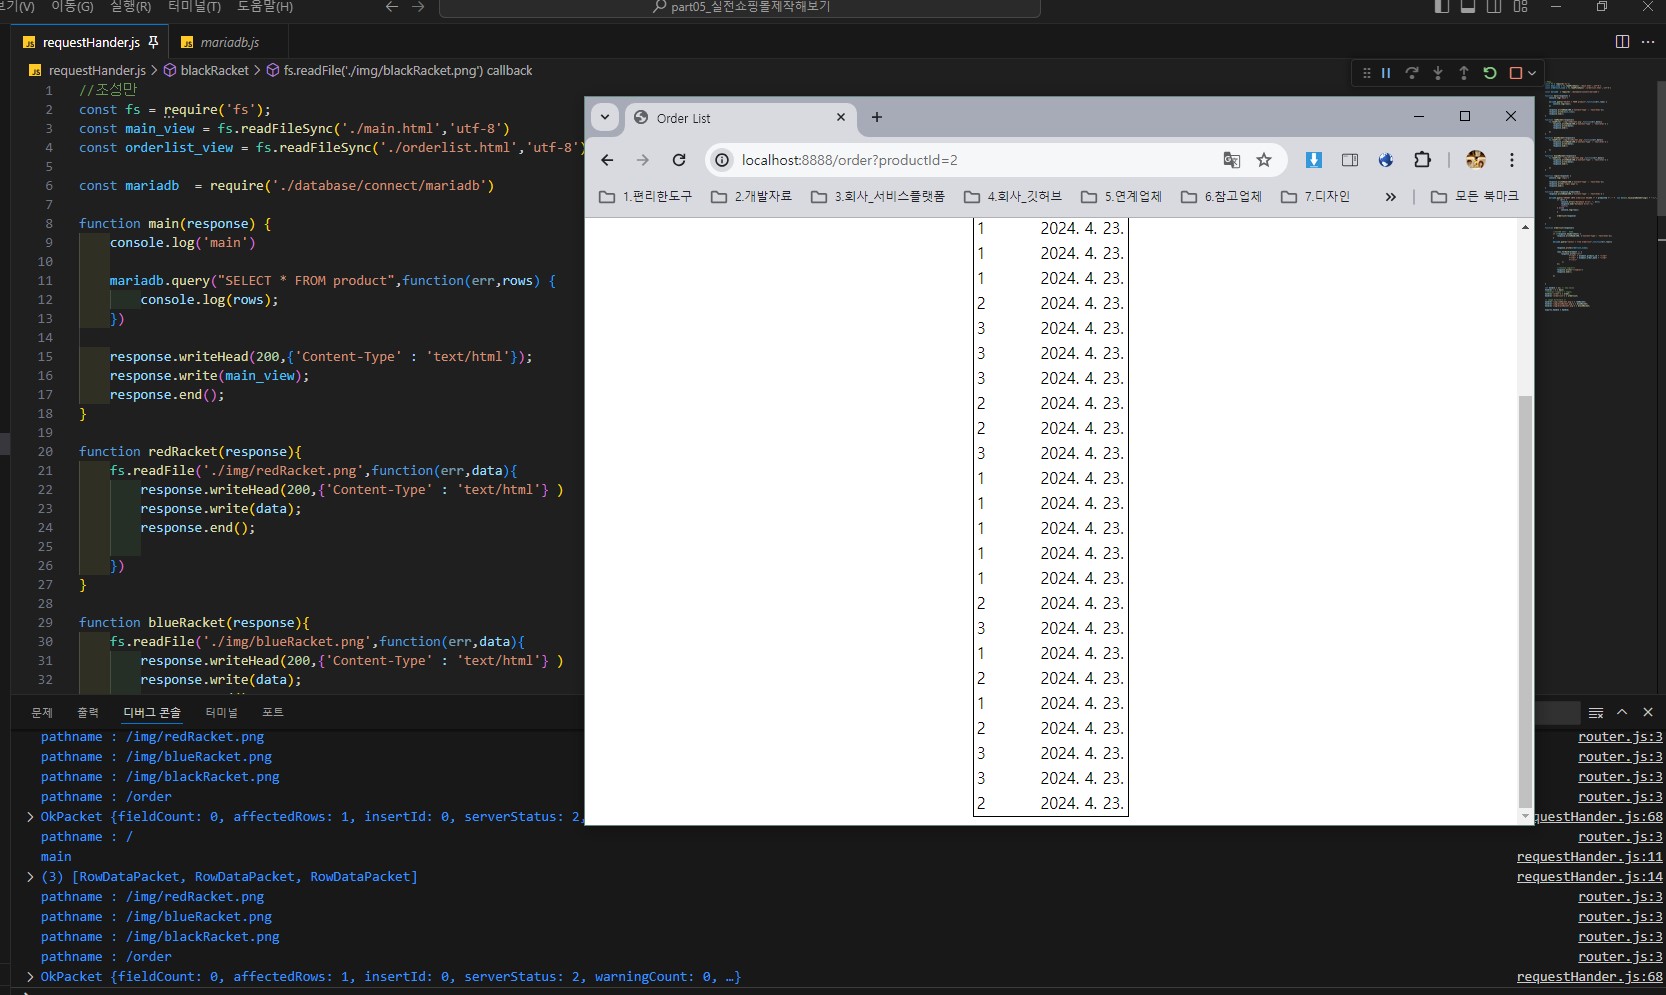 보기(V) 이동(G) 실행(R) 터미널(T) 도움말(H)
part05_실전쇼핑몰제작해보기
requestHander.js
mariadb.js
requestHander.js > blackRacket > fs.readFile('./img/blackRacket.png') callback
1 //조성만
2 const fs = require('fs');
3 const main_view = fs.readFileSync('./main.html','utf-8')
4 const orderlist_view = fs.readFileSync('./orderlist.html','utf-8')
5
6 const mariadb  = require('./database/connect/mariadb')
7
8 function main(response) {
9 console.log('main')
10
11 mariadb.query("SELECT * FROM product",function(err,rows) {
12 console.log(rows);
13 })
14
15 response.writeHead(200,{'Content-Type' : 'text/html'});
16 response.write(main_view);
17 response.end();
18 }
19
20 function redRacket(response){
21 fs.readFile('./img/redRacket.png',function(err,data){
22 response.writeHead(200,{'Content-Type' : 'text/html'} )
23 response.write(data);
24 response.end();
25
26 })
27 }
28
29 function blueRacket(response){
30 fs.readFile('./img/blueRacket.png',function(err,data){
31 response.writeHead(200,{'Content-Type' : 'text/html'} )
32 response.write(data);
Order List
localhost:8888/order?productId=2
1.편리한도구 2.개발자료 3.회사_서비스플랫폼 4.회사_깃허브 5.연계업체 6.참고업체 7.디자인 » 모든 북마크
1 2024. 4. 23.
1 2024. 4. 23.
1 2024. 4. 23.
2 2024. 4. 23.
3 2024. 4. 23.
3 2024. 4. 23.
3 2024. 4. 23.
2 2024. 4. 23.
2 2024. 4. 23.
3 2024. 4. 23.
1 2024. 4. 23.
1 2024. 4. 23.
1 2024. 4. 23.
1 2024. 4. 23.
1 2024. 4. 23.
2 2024. 4. 23.
3 2024. 4. 23.
1 2024. 4. 23.
2 2024. 4. 23.
1 2024. 4. 23.
2 2024. 4. 23.
3 2024. 4. 23.
3 2024. 4. 23.
2 2024. 4. 23.
문제 출력 디버그 콘솔 터미널 포트
pathname : /img/redRacket.png router.js:3
pathname : /img/blueRacket.png router.js:3
pathname : /img/blackRacket.png router.js:3
pathname : /order router.js:3
> OkPacket {fieldCount: 0, affectedRows: 1, insertId: 0, serverStatus: 2, questHander.js:68
pathname : / router.js:3
main requestHander.js:11
> (3) [RowDataPacket, RowDataPacket, RowDataPacket] requestHander.js:14
pathname : /img/redRacket.png router.js:3
pathname : /img/blueRacket.png router.js:3
pathname : /img/blackRacket.png router.js:3
pathname : /order router.js:3
> OkPacket {fieldCount: 0, affectedRows: 1, insertId: 0, serverStatus: 2, warningCount: 0, …} requestHander.js:68